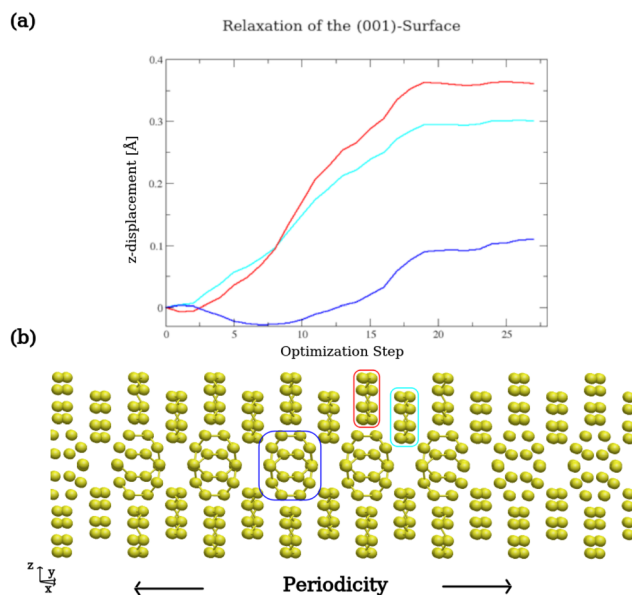 (a)
Relaxation of the (001)-Surface
0.4
0.3
0.2
0.1
0
z-displacement [Å]
0 5 10 15 20 25
Optimization Step
(b)
z y
x
Periodicity